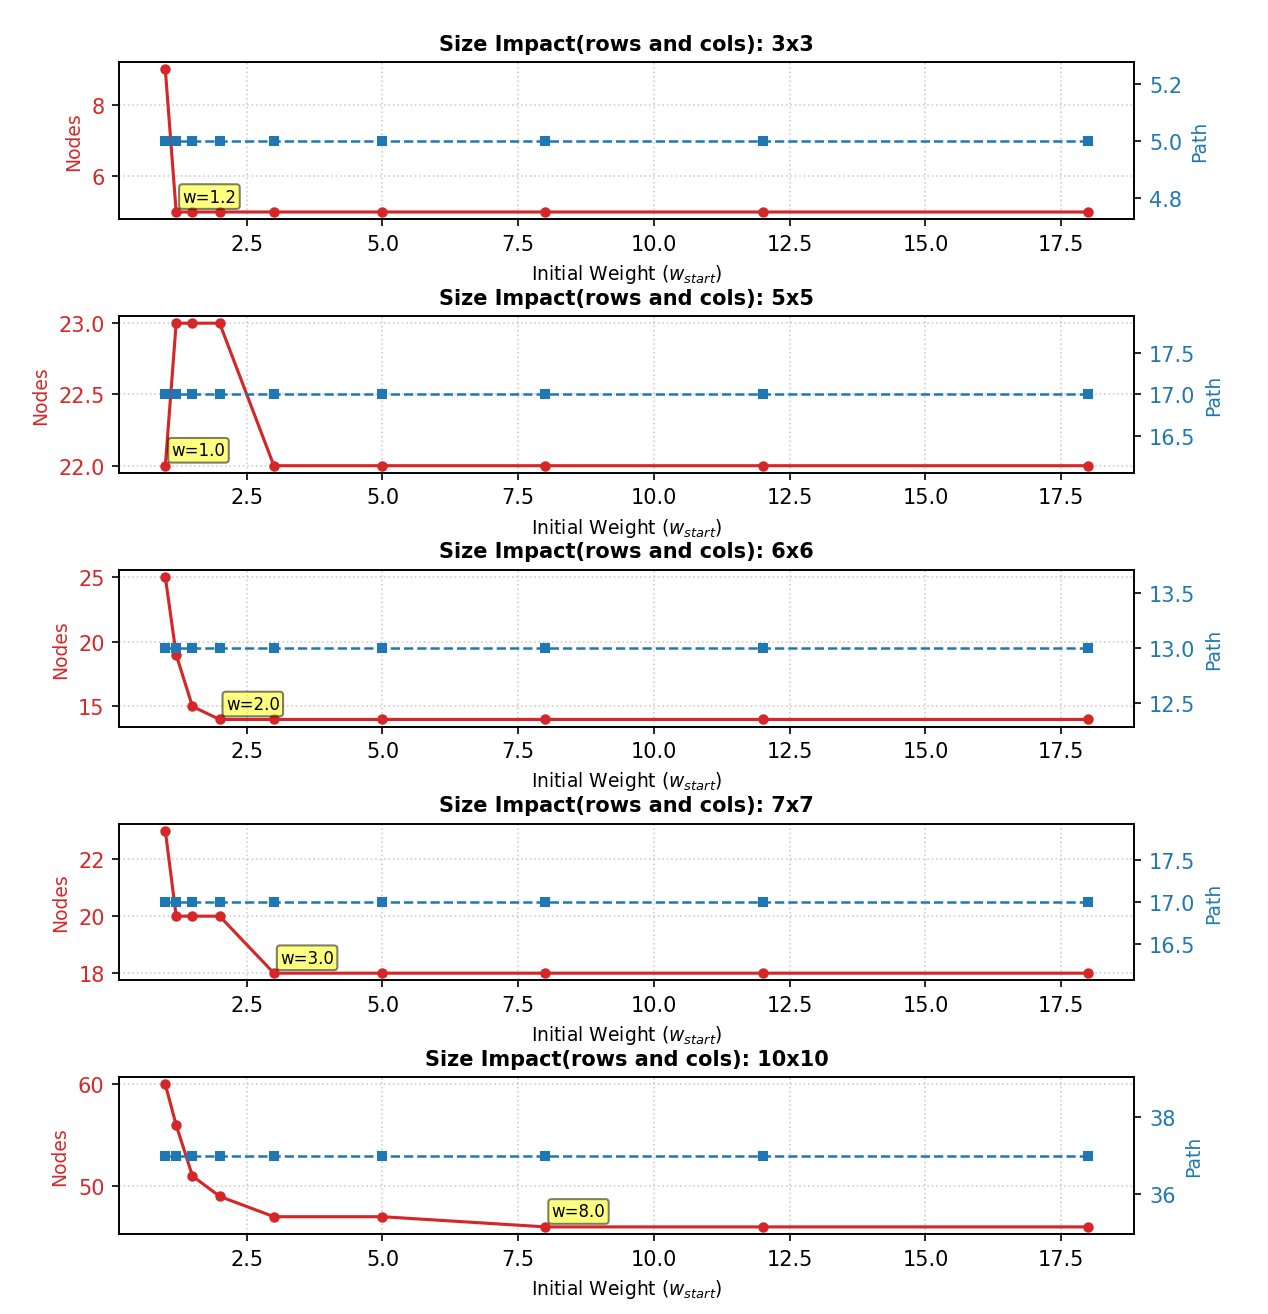 Size Impact(rows and cols): 3x3
8
6
Nodes
w=1.2
5.2
5.0
4.8
Path
2.5 5.0 7.5 10.0 12.5 15.0 17.5
Initial Weight (w_start)
Size Impact(rows and cols): 5x5
23.0
22.5
22.0
Nodes
w=1.0
17.5
17.0
16.5
Path
2.5 5.0 7.5 10.0 12.5 15.0 17.5
Initial Weight (w_start)
Size Impact(rows and cols): 6x6
25
20
15
Nodes
w=2.0
13.5
13.0
12.5
Path
2.5 5.0 7.5 10.0 12.5 15.0 17.5
Initial Weight (w_start)
Size Impact(rows and cols): 7x7
22
20
18
Nodes
w=3.0
17.5
17.0
16.5
Path
2.5 5.0 7.5 10.0 12.5 15.0 17.5
Initial Weight (w_start)
Size Impact(rows and cols): 10x10
60
50
Nodes
w=8.0
38
36
Path
2.5 5.0 7.5 10.0 12.5 15.0 17.5
Initial Weight (w_start)